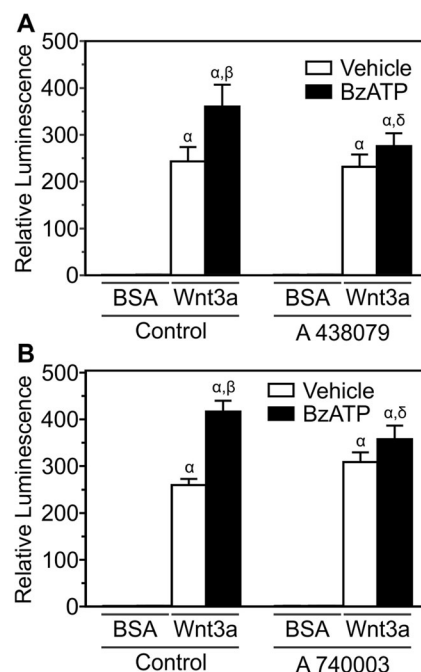 A
500
400
300
200
100
0
Relative Luminescence
Vehicle
BzATP
α
α,β
α
α,δ
BSA Wnt3a BSA Wnt3a
Control A 438079
B
500
400
300
200
100
0
Relative Luminescence
Vehicle
BzATP
α
α,β
α
α,δ
BSA Wnt3a BSA Wnt3a
Control A 740003